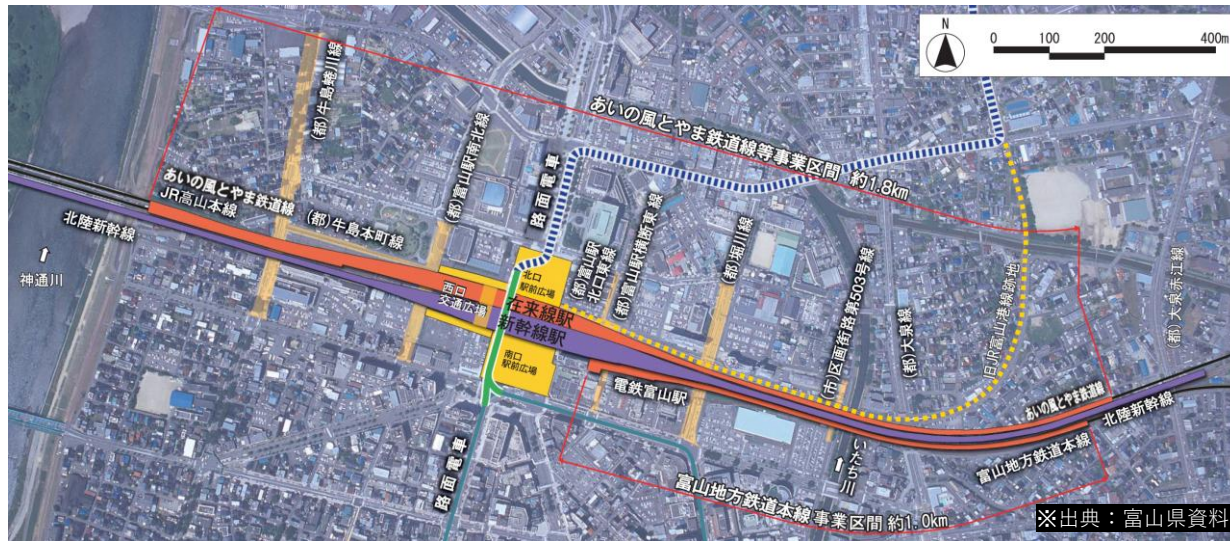 N
0 100 200 400m
(都)牛島蜷川線
(都)富山駅南北線
路面電車
あいの風とやま鉄道線等事業区間 約1.8km
あいの風とやま鉄道線
JR高山本線
北陸新幹線
(都)牛島本町線
神通川
北口
駅前広場
(都)富山駅
北口東線
(都)富山駅横断東線
(都)堀川線
(市)区画街路第503号線
(都)大泉線
旧JR富山港線跡地
(都)大泉赤江線
西口
交通広場
在来線駅
新幹線駅
南口
駅前広場
電鉄富山駅
あいの風とやま鉄道線
北陸新幹線
富山地方鉄道本線
いたち川
路面電車
富山地方鉄道本線事業区間 約1.0km
※出典：富山県資料